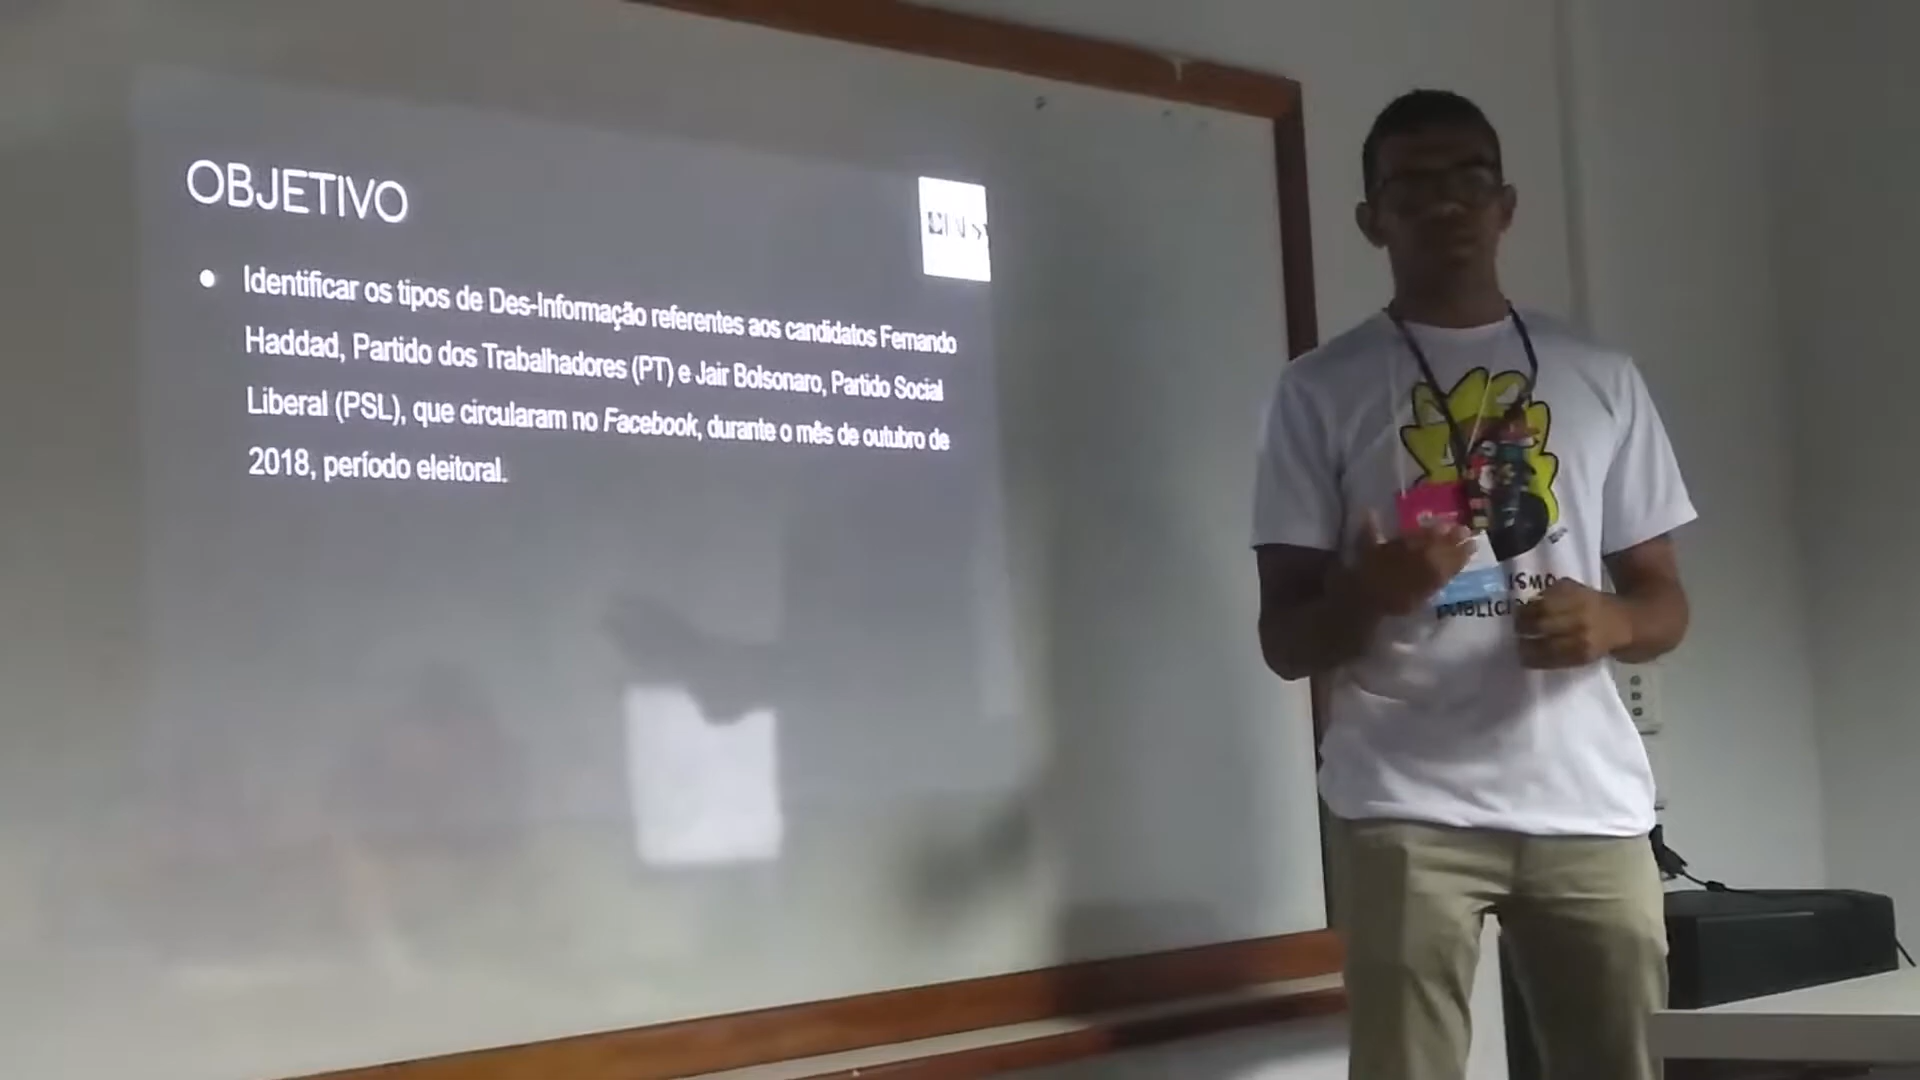 OBJETIVO
Identificar os tipos de Des-Informação referentes aos candidatos Fernando
Haddad, Partido dos Trabalhadores (PT) e Jair Bolsonaro, Partido Social
Liberal (PSL), que circularam no Facebook, durante o mês de outubro de
2018, período eleitoral.